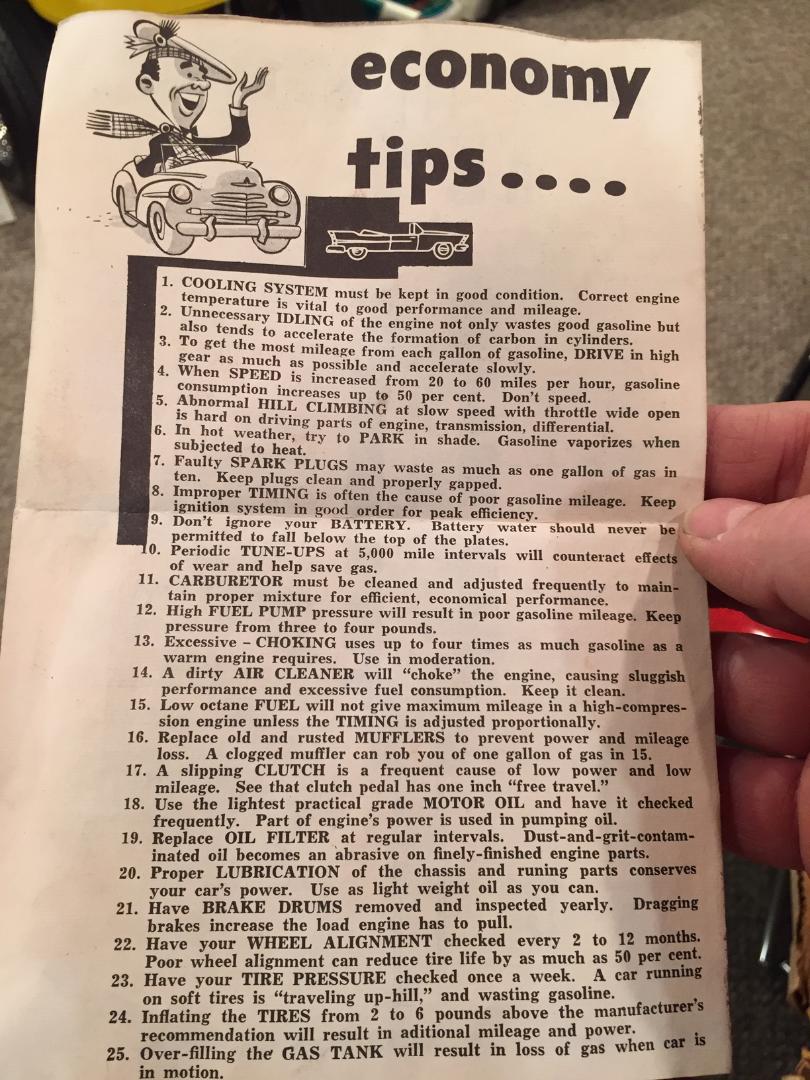 economy
tips....
1. COOLING SYSTEM must be kept in good condition. Correct engine
temperature is vital to good performance and mileage.
2. Unnecessary IDLING of the engine not only wastes good gasoline but
also tends to accelerate the formation of carbon in cylinders.
3. To get the most mileage from each gallon of gasoline, DRIVE in high
gear as much as possible and accelerate slowly.
4. When SPEED is increased from 20 to 60 miles per hour, gasoline
consumption increases up to 50 per cent. Don't speed.
5. Abnormal HILL CLIMBING at slow speed with throttle wide open
is hard on driving parts of engine, transmission, differential.
6. In hot weather, try to PARK in shade. Gasoline vaporizes when
subjected to heat.
7. Faulty SPARK PLUGS may waste as much as one gallon of gas in
ten. Keep plugs clean and properly gapped.
8. Improper TIMING is often the cause of poor gasoline mileage. Keep
ignition system in good order for peak efficiency.
9. Don't ignore your BATTERY. Battery water should never be
permitted to fall below the top of the plates.
10. Periodic TUNE-UPS at 5,000 mile intervals will counteract effects
of wear and help save gas.
11. CARBURETOR must be cleaned and adjusted frequently to main-
tain proper mixture for efficient, economical performance.
12. High FUEL PUMP pressure will result in poor gasoline mileage. Keep
pressure from three to four pounds.
13. Excessive – CHOKING uses up to four times as much gasoline as a
warm engine requires. Use in moderation.
14. A dirty AIR CLEANER will "choke" the engine, causing sluggish
performance and excessive fuel consumption. Keep it clean.
15. Low octane FUEL will not give maximum mileage in a high-compres-
sion engine unless the TIMING is adjusted proportionally.
16. Replace old and rusted MUFFLERS to prevent power and mileage
loss. A clogged muffler can rob you of one gallon of gas in 15.
17. A slipping CLUTCH is a frequent cause of low power and low
mileage. See that clutch pedal has one inch "free travel."
18. Use the lightest practical grade MOTOR OIL and have it checked
frequently. Part of engine's power is used in pumping oil.
19. Replace OIL FILTER at regular intervals. Dust-and-grit-contam-
inated oil becomes an abrasive on finely-finished engine parts.
20. Proper LUBRICATION of the chassis and runing parts conserves
your car's power. Use as light weight oil as you can.
21. Have BRAKE DRUMS removed and inspected yearly. Dragging
brakes increase the load engine has to pull.
22. Have your WHEEL ALIGNMENT checked every 2 to 12 months.
Poor wheel alignment can reduce tire life by as much as 50 per cent.
23. Have your TIRE PRESSURE checked once a week. A car running
on soft tires is "traveling up-hill," and wasting gasoline.
24. Inflating the TIRES from 2 to 6 pounds above the manufacturer's
recommendation will result in aditional mileage and power.
25. Over-filling the GAS TANK will result in loss of gas when car is
in motion.